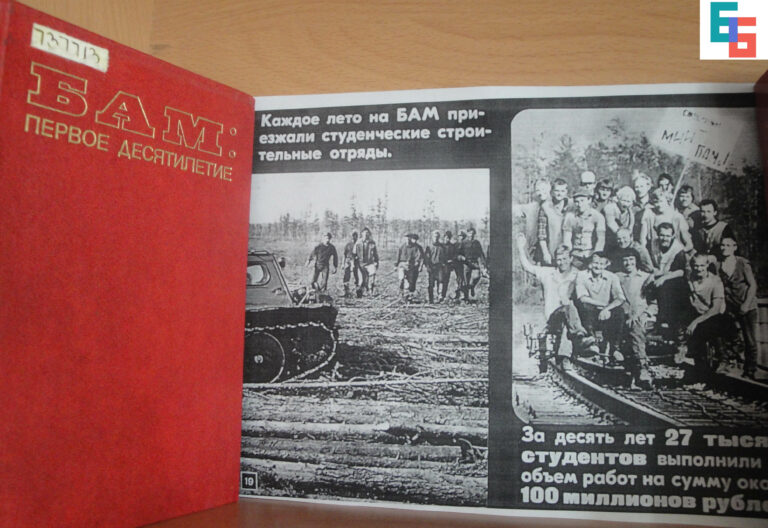 737713
БАМ:
ПЕРВОЕ ДЕСЯТИЛЕТИЕ
Каждое лето на БАМ при-
езжали студенческие строи-
тельные отряды.
19
За десять лет 27 тыся
студентов выполнили
объем работ на сумму око
100 миллионов рубле